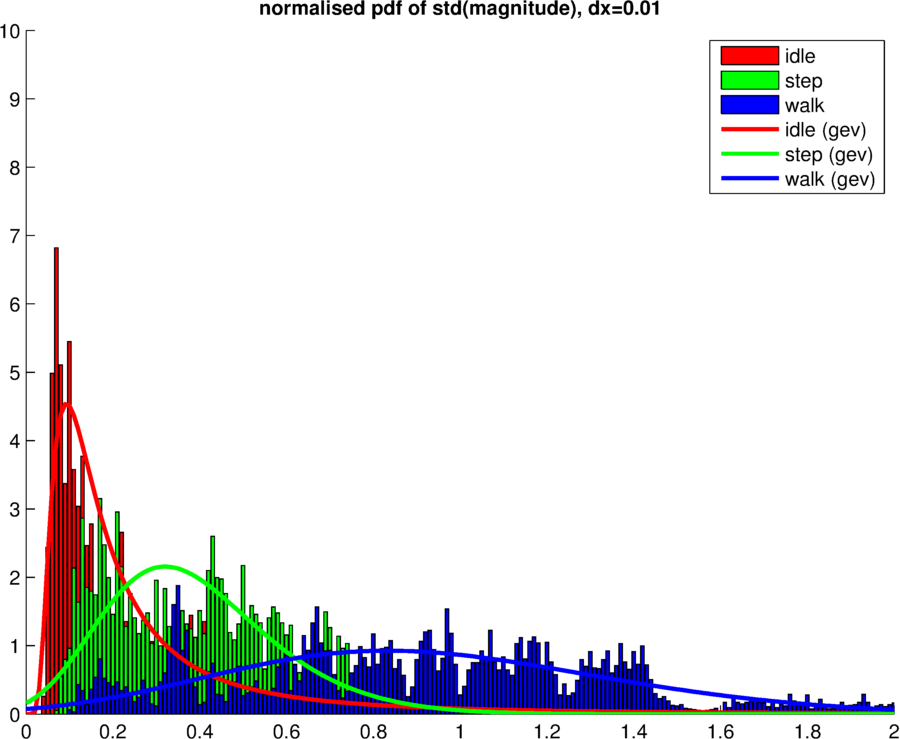 normalised pdf of std(magnitude), dx=0.01
10
9
8
7
6
5
4
3
2
1
0
idle
step
walk
idle (gev)
step (gev)
walk (gev)
0 0.2 0.4 0.6 0.8 1 1.2 1.4 1.6 1.8 2